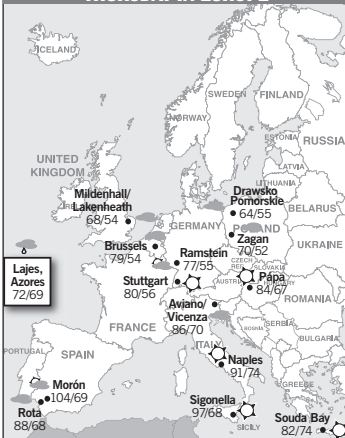 ICELAND
SWEDEN
FINLAND
NORWAY
ESTONIA
RUSSIA
LATVIA
LITHUANIA
UNITED
KINGDOM
Mildenhall/
Lakenheath
68/54
Drawsko
Pomorskie
64/55
BELARUS
GERMANY
POLAND
Zagan
70/52
Brussels
79/54
Ramstein
77/55
UKRAINE
CZECH
REP.
SLOVAKIA
Lajes,
Azores
72/69
Stuttgart
80/56
AUSTRIA
HUNGARY
Pápa
84/67
Aviano/
Vicenza
86/70
ROMANIA
FRANCE
BOSNIA
SERBIA
BULGARIA
PORTUGAL
SPAIN
ITALY
Naples
91/74
Morón
104/69
GREECE
Rota
88/68
Sigonella
97/68
SICILY
Souda Bay
82/74